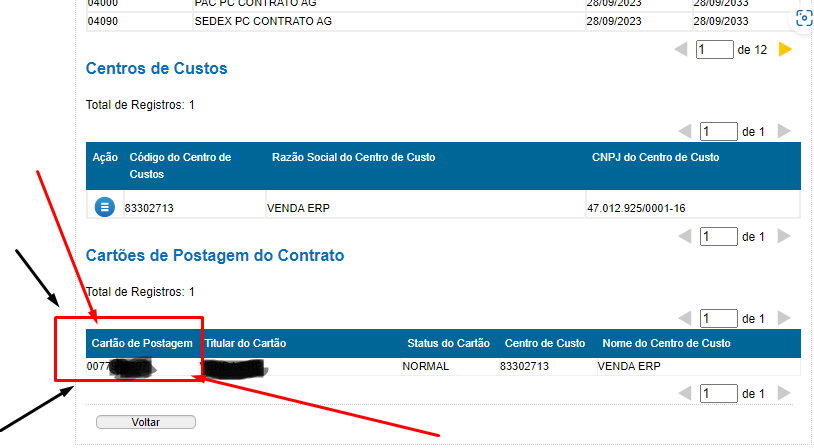 04000 PAC PC CONTRATO AG 28/09/2023 28/09/2033
04090 SEDEX PC CONTRATO AG 28/09/2023 28/09/2033
1 de 12
Centros de Custos
Total de Registros: 1
1 de 1
Ação Código do Centro de Custos Razão Social do Centro de Custo CNPJ do Centro de Custo
83302713 VENDA ERP 47.012.925/0001-16
1 de 1
Cartões de Postagem do Contrato
Total de Registros: 1
1 de 1
Cartão de Postagem Titular do Cartão Status do Cartão Centro de Custo Nome do Centro de Custo
0077 NORMAL 83302713 VENDA ERP
1 de 1
Voltar